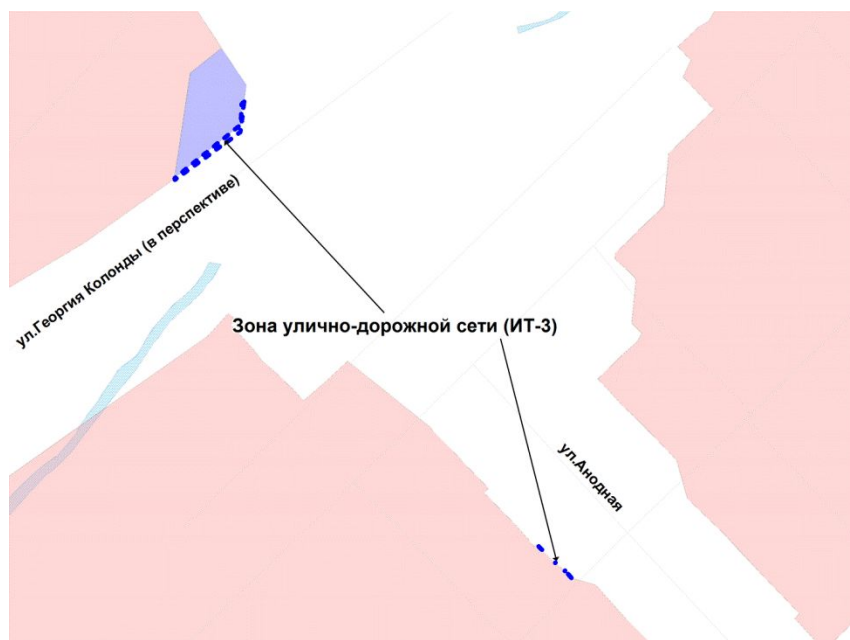 ул.Георгия Колонды (в перспективе)
Зона улично-дорожной сети (ИТ-3)
ул.Анодная